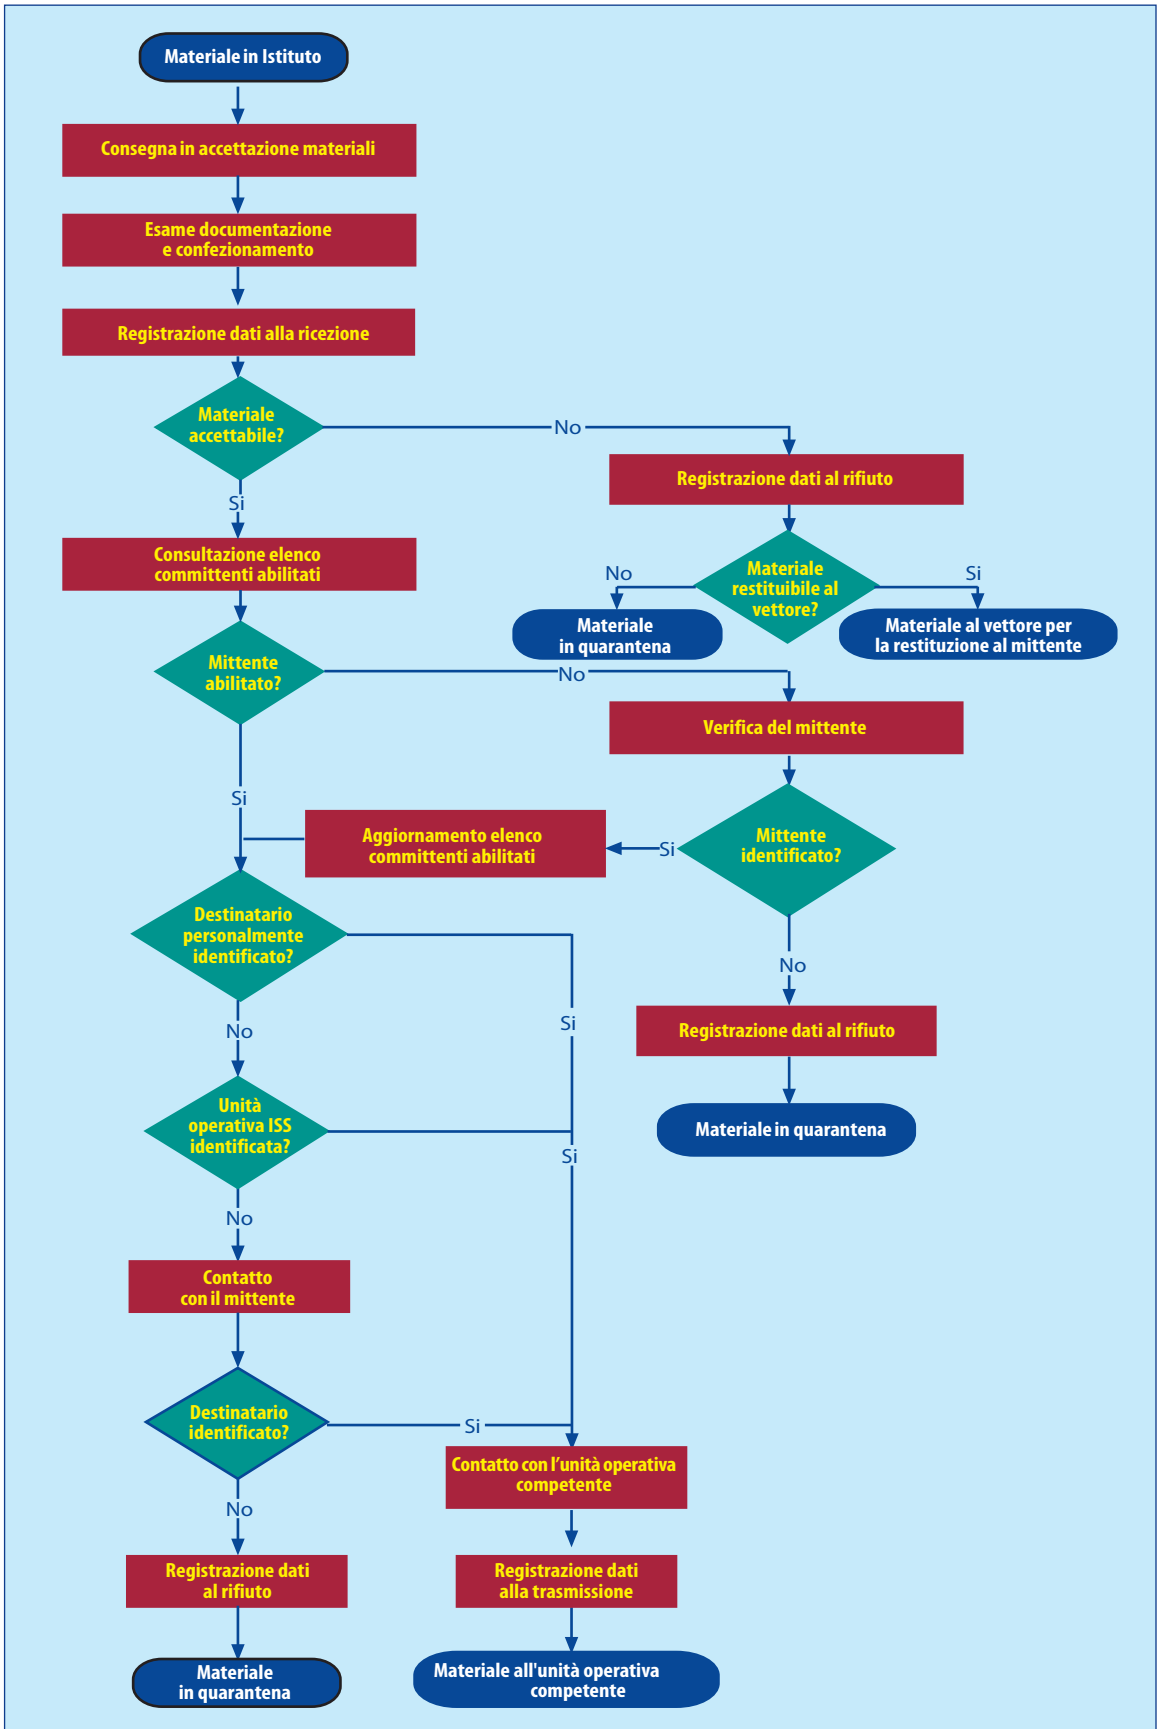 Materiale in Istituto
Consegna in accettazione materiali
Esame documentazione
e confezionamento
Registrazione dati alla ricezione
Materiale
accettabile?
No
Registrazione dati al rifiuto
Si
Consultazione elenco
committenti abilitati
Materiale
restituibile al
vettore?
No
Si
Materiale
in quarantena
Materiale al vettore per
la restituzione al mittente
Mittente
abilitato?
No
Verifica del mittente
Si
Aggiornamento elenco
committenti abilitati
Si
Mittente
identificato?
Destinatario
personalmente
identificato?
No
Si
No
Registrazione dati al rifiuto
Unità
operativa ISS
identificata?
Materiale in quarantena
Si
No
Contatto
con il mittente
Destinatario
identificato?
Si
Contatto con l'unità operativa
competente
No
Registrazione dati
al rifiuto
Registrazione dati
alla trasmissione
Materiale
in quarantena
Materiale all'unità operativa
competente